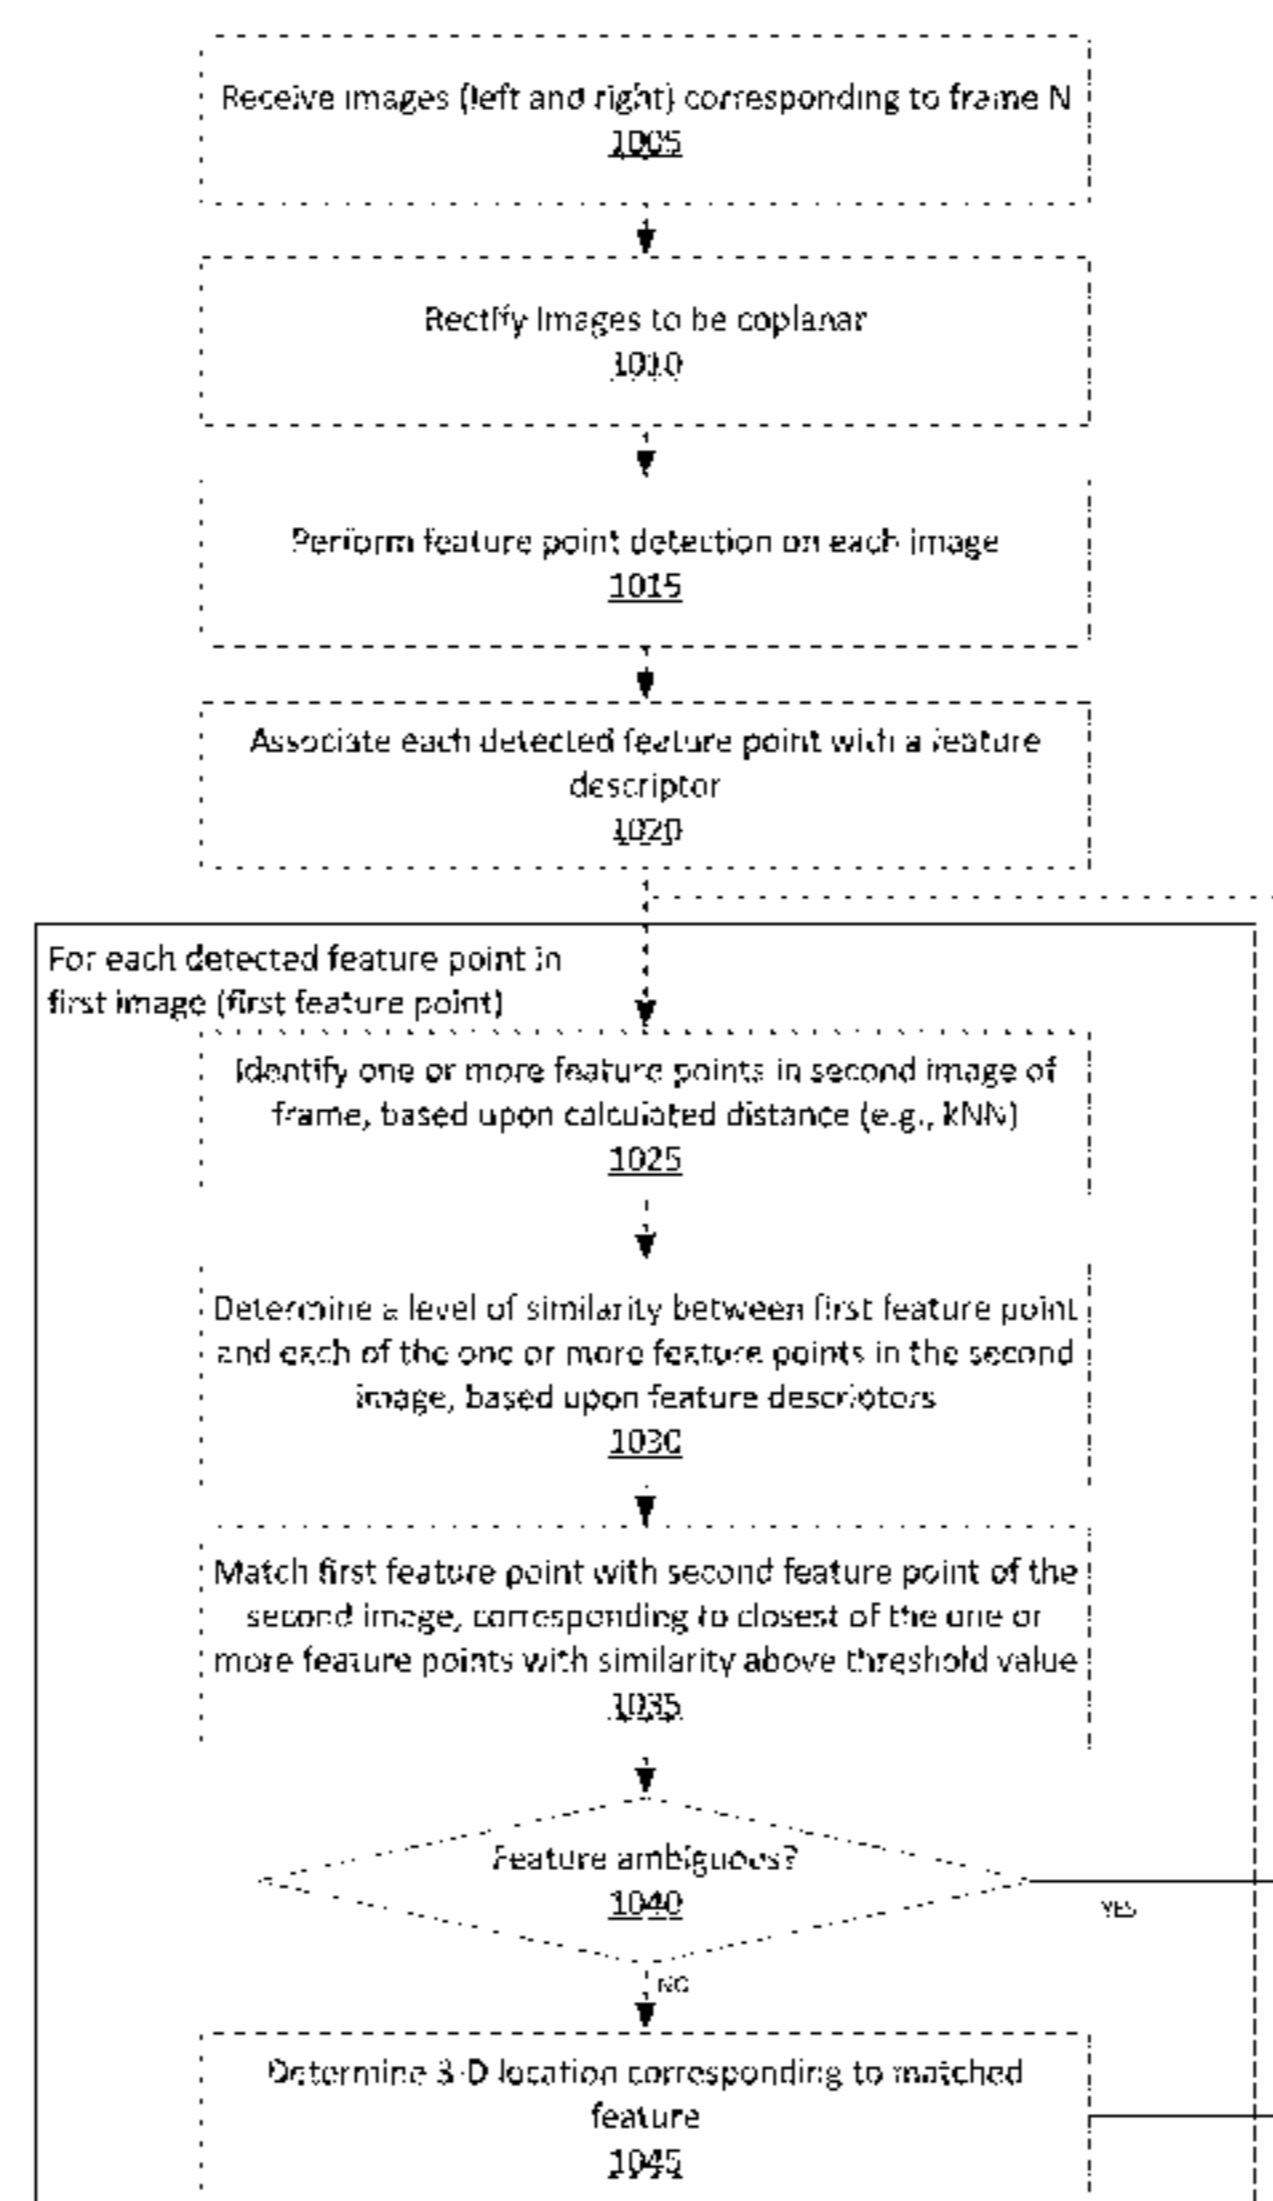 Receive images (left and right) corresponding to frame N
1005
Rectify images to be coplanar
1010
Perform feature point detection on each image
1015
Associate each detected feature point with a feature
descriptor
1020
For each detected feature point in
first image (first feature point)
Identify one or more feature points in second image of
frame, based upon calculated distance (e.g., kNN)
1025
Determine a level of similarity between first feature point
and each of the one or more feature points in the second
image, based upon feature descriptors
1030
Match first feature point with second feature point of the
second image, corresponding to closest of the one or
more feature points with similarity above threshold value
1035
Feature ambiguous?
1040
YES
NO
Determine 3-D location corresponding to matched
feature
1045